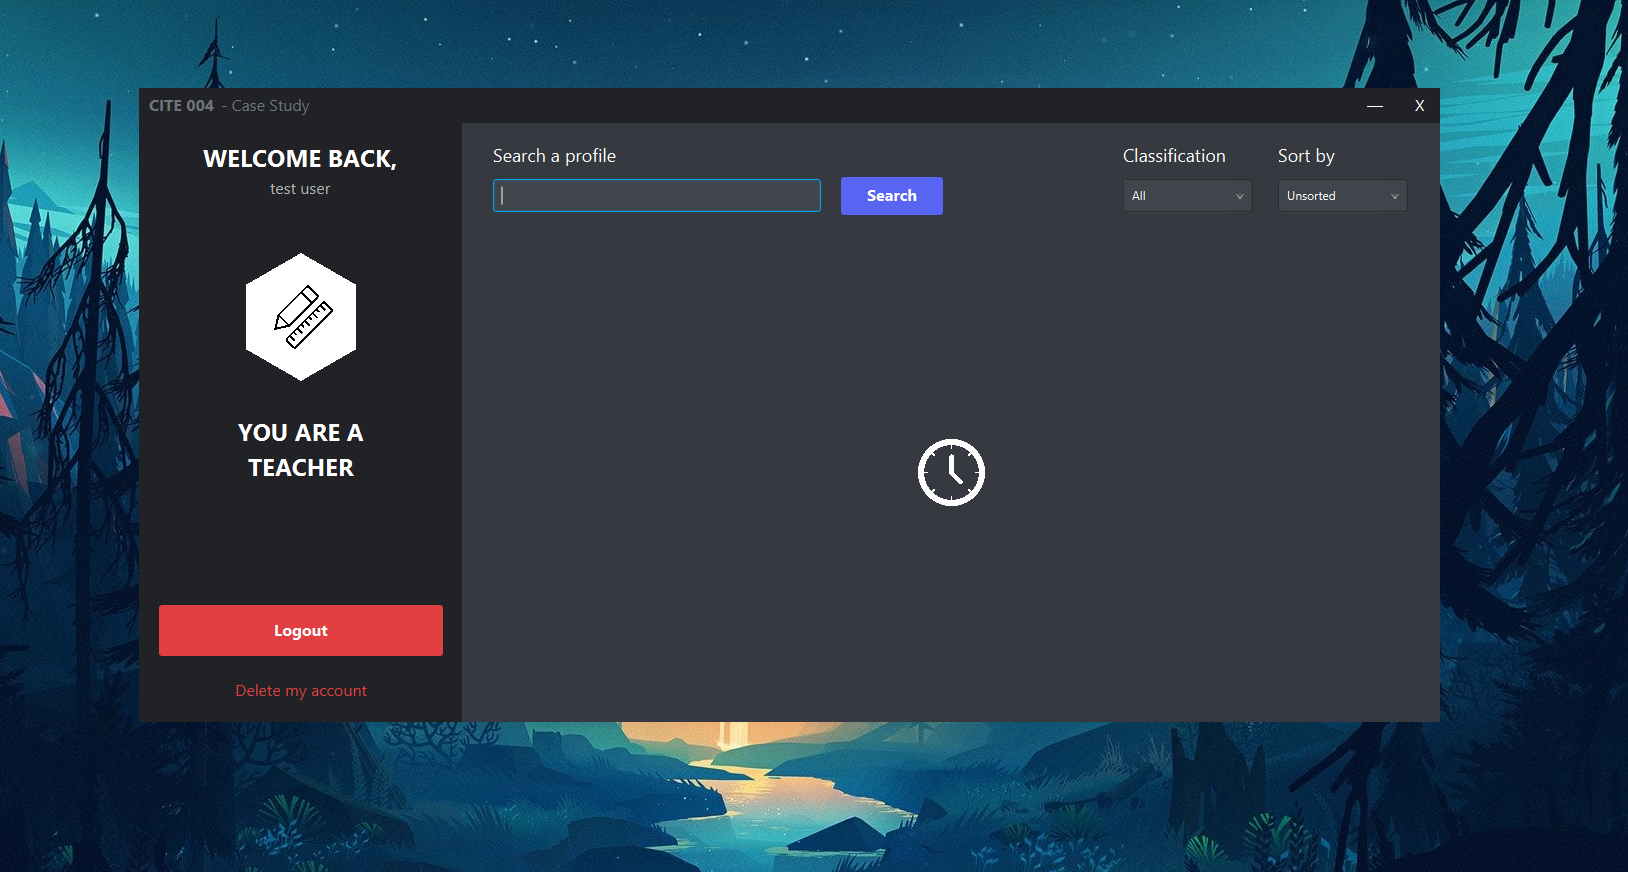 CITE 004 - Case Study
— X
WELCOME BACK,
test user
YOU ARE A
TEACHER
Logout
Delete my account
Search a profile
Search
Classification
All
Sort by
Unsorted